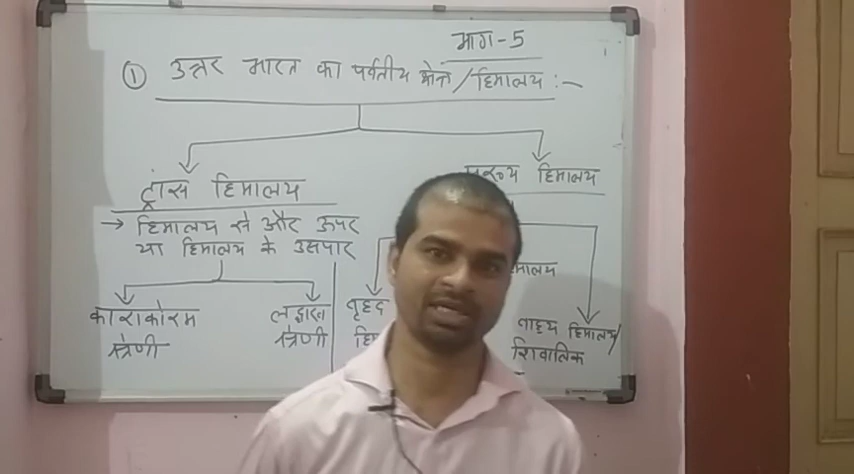 भाग-5
① उत्तर भारत का पर्वतीय क्षेत्र/हिमालय :-
ट्रांस हिमालय
मुख्य हिमालय
→ हिमालय से और ऊपर
या हिमालय के उसपार
काराकोरम
श्रेणी
लद्दाख
श्रेणी
वृहद
हि
हिमालय
वाह्य हिमालय/
शिवालिक